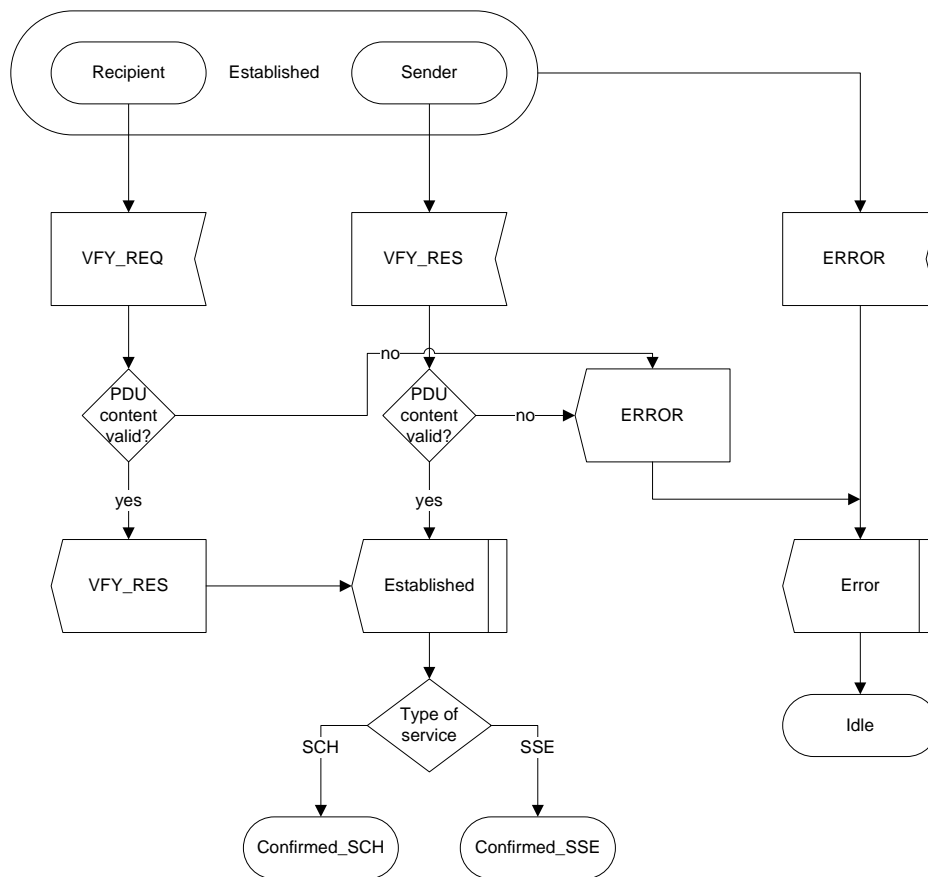 Recipient
Established
Sender
VFY_REQ
VFY_RES
ERROR
no
PDU
content
valid?
PDU
content
valid?
no
ERROR
yes
yes
VFY_RES
Established
Error
Type of
service
SCH
SSE
Idle
Confirmed_SCH
Confirmed_SSE